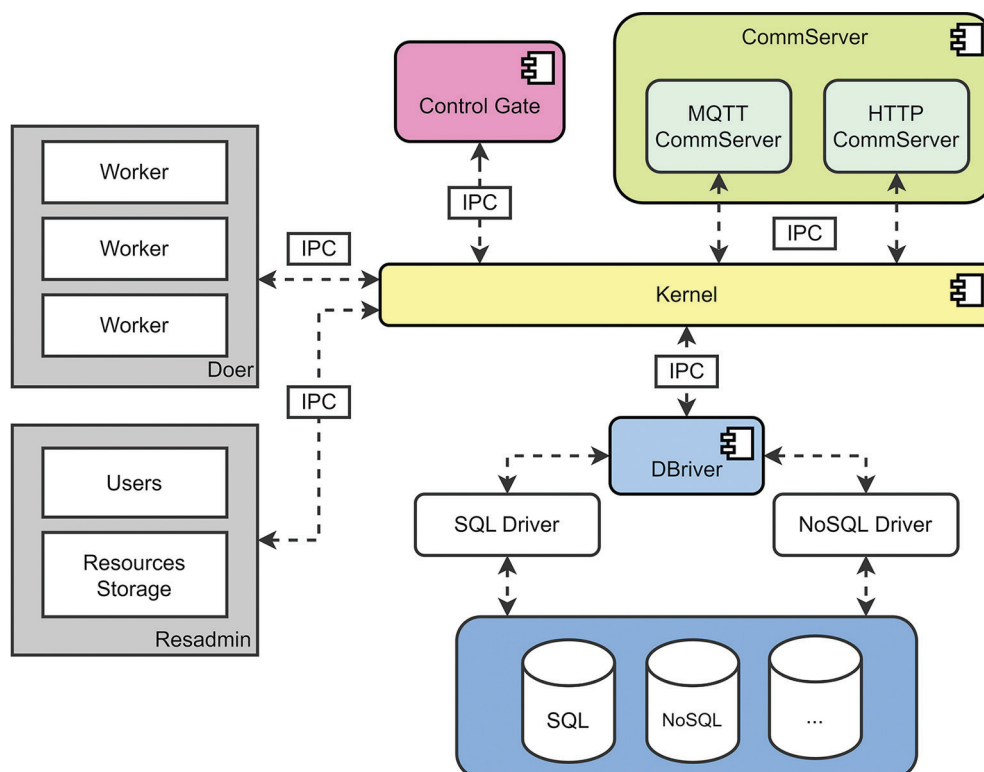 CommServer
Control Gate
MQTT
CommServer
HTTP
CommServer
Worker
Worker
Worker
Doer
IPC
IPC
IPC
Kernel
IPC
IPC
DBriver
Users
Resources
Storage
Resadmin
SQL Driver
NoSQL Driver
SQL
NoSQL
...